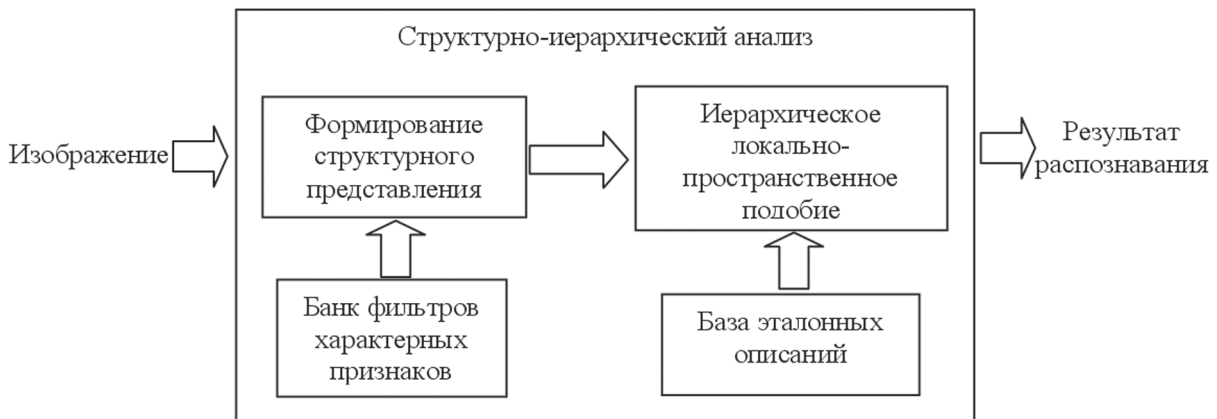 Структурно-иерархический анализ
Изображение
Формирование
структурного
представления
Иерархическое
локально-
пространственное
подобие
Результат
распознавания
Банк фильтров
характерных
признаков
База эталонных
описаний